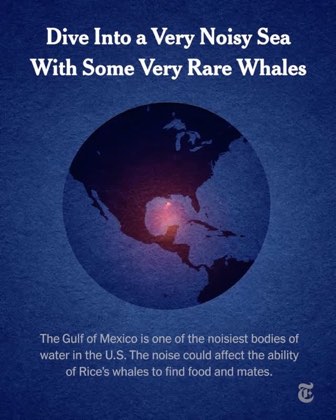 Dive Into a Very Noisy Sea
With Some Very Rare Whales
The Gulf of Mexico is one of the noisiest bodies of
water in the U.S. The noise could affect the ability
of Rice's whales to find food and mates.
T